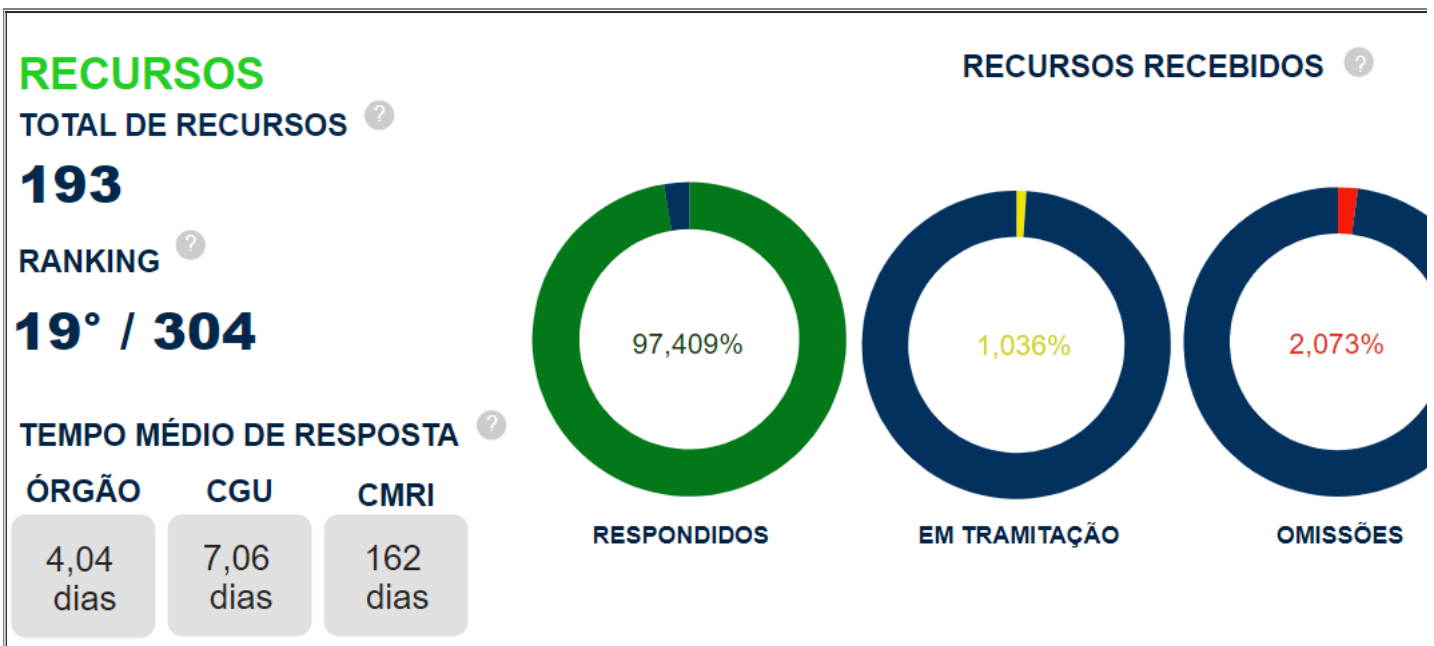 RECURSOS
TOTAL DE RECURSOS ?
193
RANKING ?
19° / 304
TEMPO MÉDIO DE RESPOSTA ?
ÓRGÃO CGU CMRI
4,04 7,06 162
dias dias dias
RECURSOS RECEBIDOS ?
97,409% 1,036% 2,073%
RESPONDIDOS EM TRAMITAÇÃO OMISSÕES